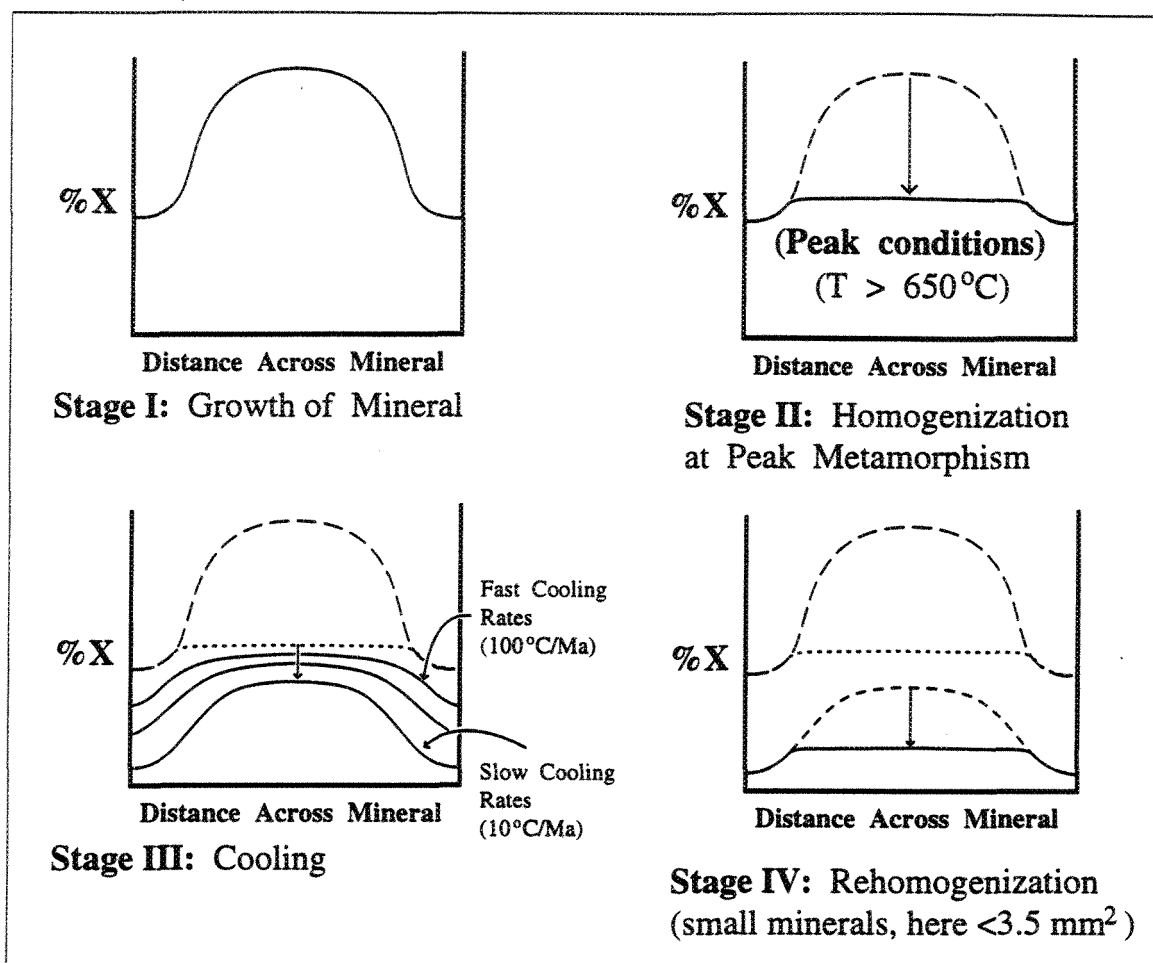 %X
Distance Across Mineral
Stage I: Growth of Mineral
%X
(Peak conditions)
(T > 650°C)
Distance Across Mineral
Stage II: Homogenization
at Peak Metamorphism
%X
Fast Cooling
Rates
(100°C/Ma)
Slow Cooling
Rates
(10°C/Ma)
Distance Across Mineral
Stage III: Cooling
%X
Distance Across Mineral
Stage IV: Rehomogenization
(small minerals, here <3.5 mm²)